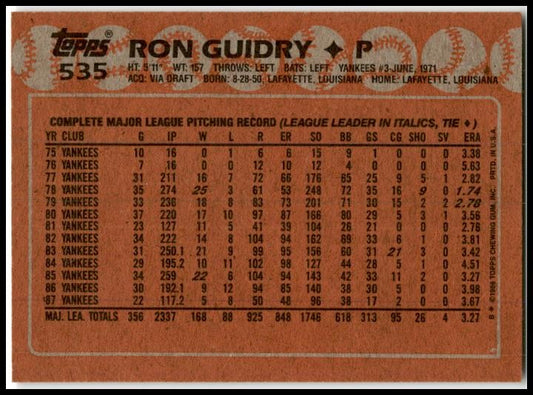 Topps®
535
RON GUIDRY ✦ P
HT: 5'11" WT: 157 THROWS: LEFT BATS: LEFT YANKEES #3-JUNE, 1971
ACQ: VIA DRAFT BORN: 8-28-50, LAFAYETTE, LOUISIANA HOME: LAFAYETTE, LOUISIANA
COMPLETE MAJOR LEAGUE PITCHING RECORD (LEAGUE LEADER IN ITALICS, TIE ✦)
YR CLUB G IP W L R ER SO BB GS CG SHO SV ERA
75 YANKEES 10 16 0 1 6 6 15 9 1 0 0 0 3.38
76 YANKEES 7 16 0 0 12 10 12 4 0 0 0 0 5.63
77 YANKEES 31 211 16 7 72 66 176 65 25 9 5 1 2.82
78 YANKEES 35 274 25 3 61 53 248 72 35 16 9 0 1.74
79 YANKEES 33 236 18 8 83 73 201 71 30 15 2 2 2.78
80 YANKEES 37 220 17 10 97 87 166 80 29 5 3 1 3.56
81 YANKEES 23 127 11 5 41 39 104 26 21 0 0 0 2.76
82 YANKEES 34 222 14 8 104 94 162 69 33 6 1 0 3.81
83 YANKEES 31 250.1 21 9 99 95 156 60 31 21 3 0 3.42
84 YANKEES 29 195.2 10 11 102 98 127 44 28 5 1 0 4.51
85 YANKEES 34 259 22 6 104 94 143 42 33 11 2 0 3.27
86 YANKEES 30 192.1 9 12 94 85 140 38 30 5 0 0 3.98
87 YANKEES 22 117.2 5 8 50 48 96 38 17 2 0 0 3.67
MAJ. LEA. TOTALS 356 2337 168 88 925 848 1746 618 313 95 26 4 3.27
B ✦ © 1988 TOPPS CHEWING GUM, INC. PRTD. IN U.S.A.